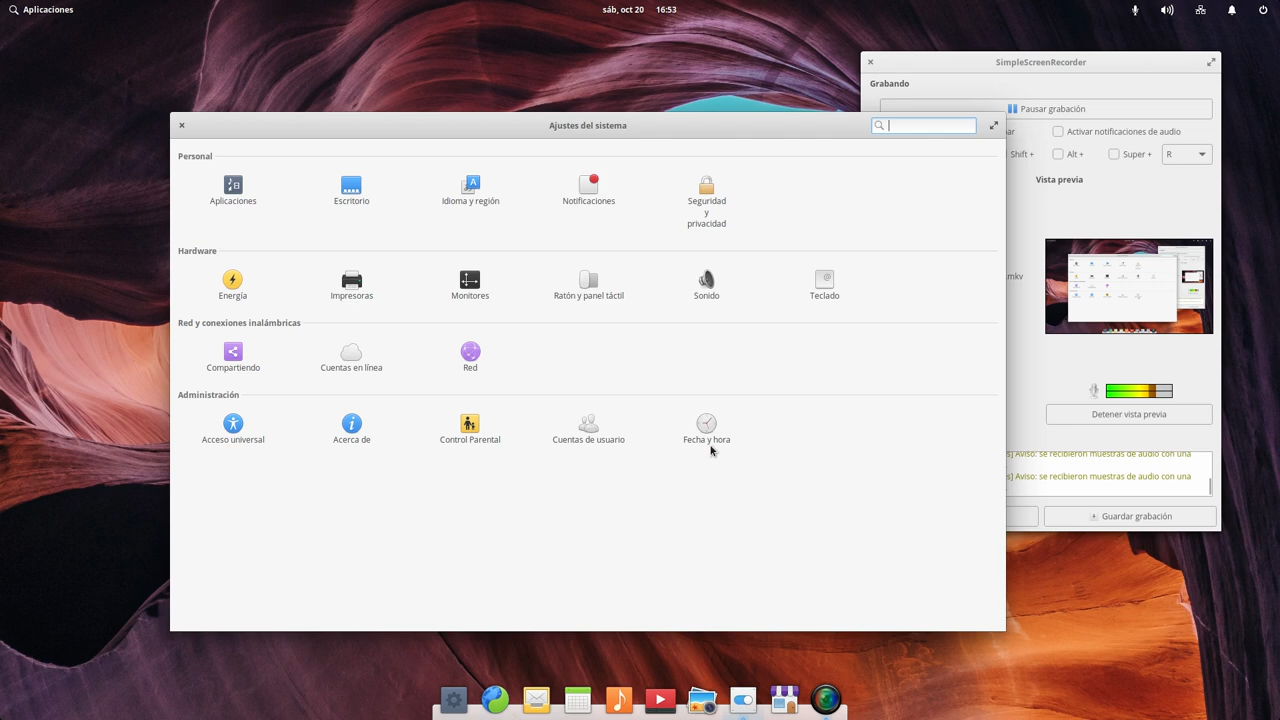 Aplicaciones
sáb, oct 20 16:53
SimpleScreenRecorder
Grabando
Pausar grabación
Activar notificaciones de audio
Shift +
Alt +
Super +
R
Vista previa
.mkv
Detener vista previa
Aviso: se recibieron muestras de audio con una
Aviso: se recibieron muestras de audio con una
Guardar grabación
Ajustes del sistema
Personal
Aplicaciones
Escritorio
Idioma y región
Notificaciones
Seguridad
y
privacidad
Hardware
Energía
Impresoras
Monitores
Ratón y panel táctil
Sonido
Teclado
Red y conexiones inalámbricas
Compartiendo
Cuentas en línea
Red
Administración
Acceso universal
Acerca de
Control Parental
Cuentas de usuario
Fecha y hora